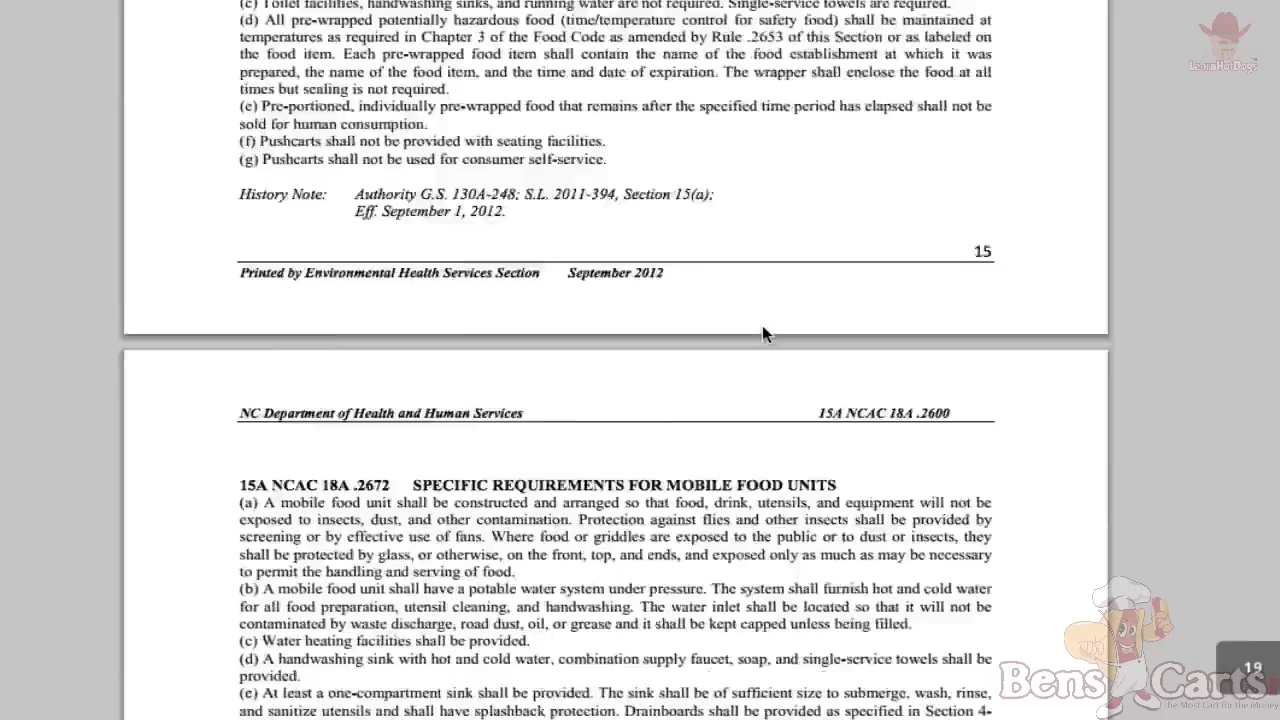 (c) Toilet facilities, handwashing sinks, and running water are not required. Single-service towels are required.
(d) All pre-wrapped potentially hazardous food (time/temperature control for safety food) shall be maintained at
temperatures as required in Chapter 3 of the Food Code as amended by Rule .2653 of this Section or as labeled on
the food item. Each pre-wrapped food item shall contain the name of the food establishment at which it was
prepared, the name of the food item, and the time and date of expiration. The wrapper shall enclose the food at all
times but sealing is not required.
(e) Pre-portioned, individually pre-wrapped food that remains after the specified time period has elapsed shall not be
sold for human consumption.
(f) Pushcarts shall not be provided with seating facilities.
(g) Pushcarts shall not be used for consumer self-service.
History Note: Authority G.S. 130A-248; S.L. 2011-394, Section 15(a);
Eff. September 1, 2012.
15
Printed by Environmental Health Services Section September 2012
NC Department of Health and Human Services 15A NCAC 18A .2600
15A NCAC 18A .2672 SPECIFIC REQUIREMENTS FOR MOBILE FOOD UNITS
(a) A mobile food unit shall be constructed and arranged so that food, drink, utensils, and equipment will not be
exposed to insects, dust, and other contamination. Protection against flies and other insects shall be provided by
screening or by effective use of fans. Where food or griddles are exposed to the public or to dust or insects, they
shall be protected by glass, or otherwise, on the front, top, and ends, and exposed only as much as may be necessary
to permit the handling and serving of food.
(b) A mobile food unit shall have a potable water system under pressure. The system shall furnish hot and cold water
for all food preparation, utensil cleaning, and handwashing. The water inlet shall be located so that it will not be
contaminated by waste discharge, road dust, oil, or grease and it shall be kept capped unless being filled.
(c) Water heating facilities shall be provided.
(d) A handwashing sink with hot and cold water, combination supply faucet, soap, and single-service towels shall be
provided.
(e) At least a one-compartment sink shall be provided. The sink shall be of sufficient size to submerge, wash, rinse,
and sanitize utensils and shall have splashback protection. Drainboards shall be provided as specified in Section 4-
LearnHotDogs
19
Bens Carts
The Most Cart for the Money